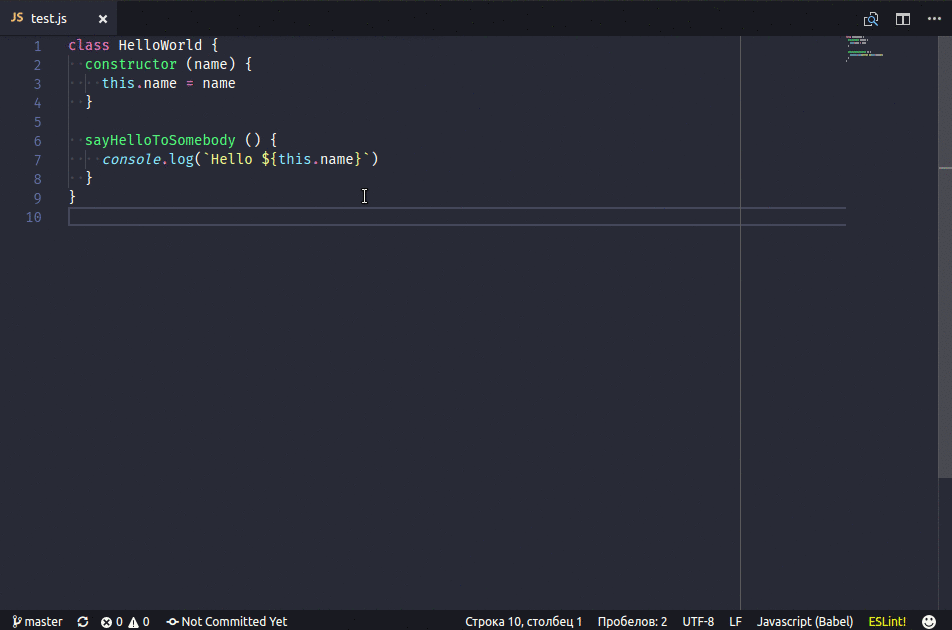 JS test.js
1 class HelloWorld {
2 constructor (name) {
3 this.name = name
4 }
5
6 sayHelloToSomebody () {
7 console.log(`Hello ${this.name}`)
8 }
9 }
10
master 0 0 Not Committed Yet Строка 10, столбец 1 Пробелов: 2 UTF-8 LF Javascript (Babel) ESLint!